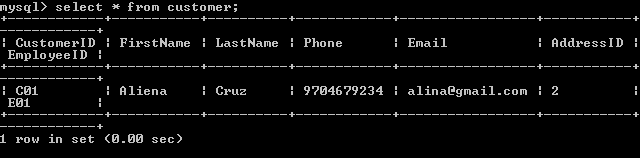 mysql> select * from customer;
+------------+-----------+----------+------------+-----------------+-----------+
------------+
| CustomerID | FirstName | LastName | Phone | Email | AddressID |
EmployeeID |
+------------+-----------+----------+------------+-----------------+-----------+
------------+
| C01 | Aliena | Cruz | 9704679234 | alina@gmail.com | 2 |
E01 |
+------------+-----------+----------+------------+-----------------+-----------+
------------+
1 row in set (0.00 sec)